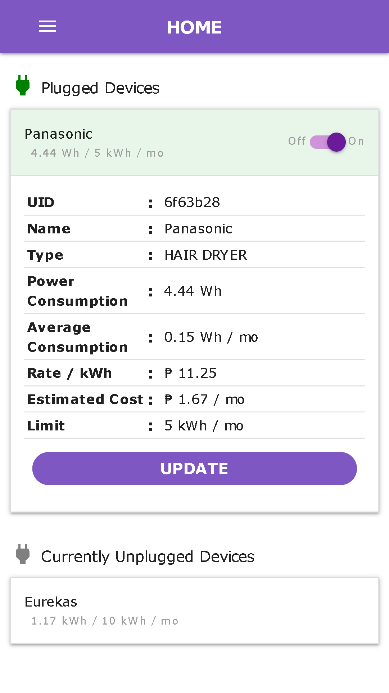 HOME
Plugged Devices
Panasonic
4.44 Wh / 5 kWh / mo
Off On
UID : 6f63b28
Name : Panasonic
Type : HAIR DRYER
Power
Consumption : 4.44 Wh
Average
Consumption : 0.15 Wh / mo
Rate / kWh : ₱ 11.25
Estimated Cost : ₱ 1.67 / mo
Limit : 5 kWh / mo
UPDATE
Currently Unplugged Devices
Eurekas
1.17 kWh / 10 kWh / mo